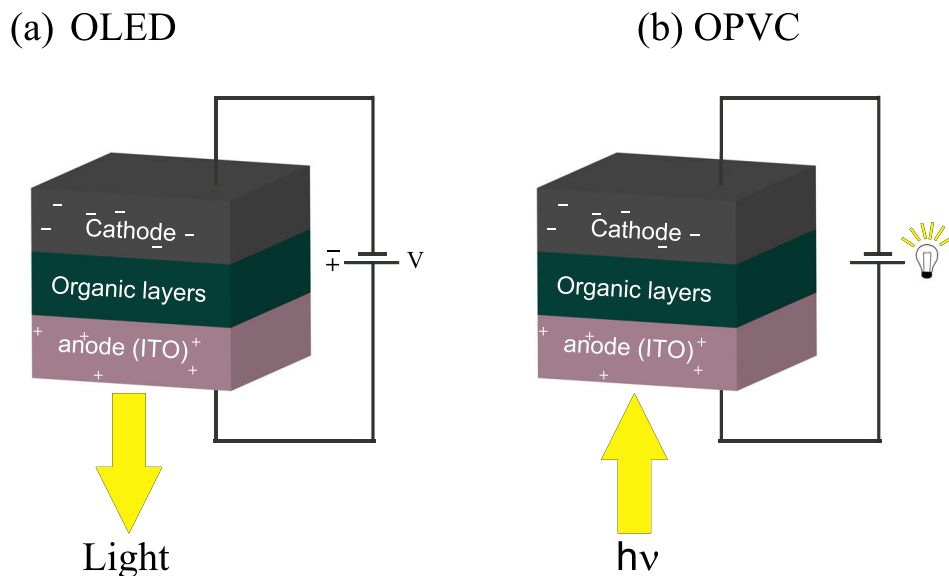 (a) OLED
(b) OPVC
Cathode
Organic layers
anode (ITO)
− + V
Light
Cathode
Organic layers
anode (ITO)
hν